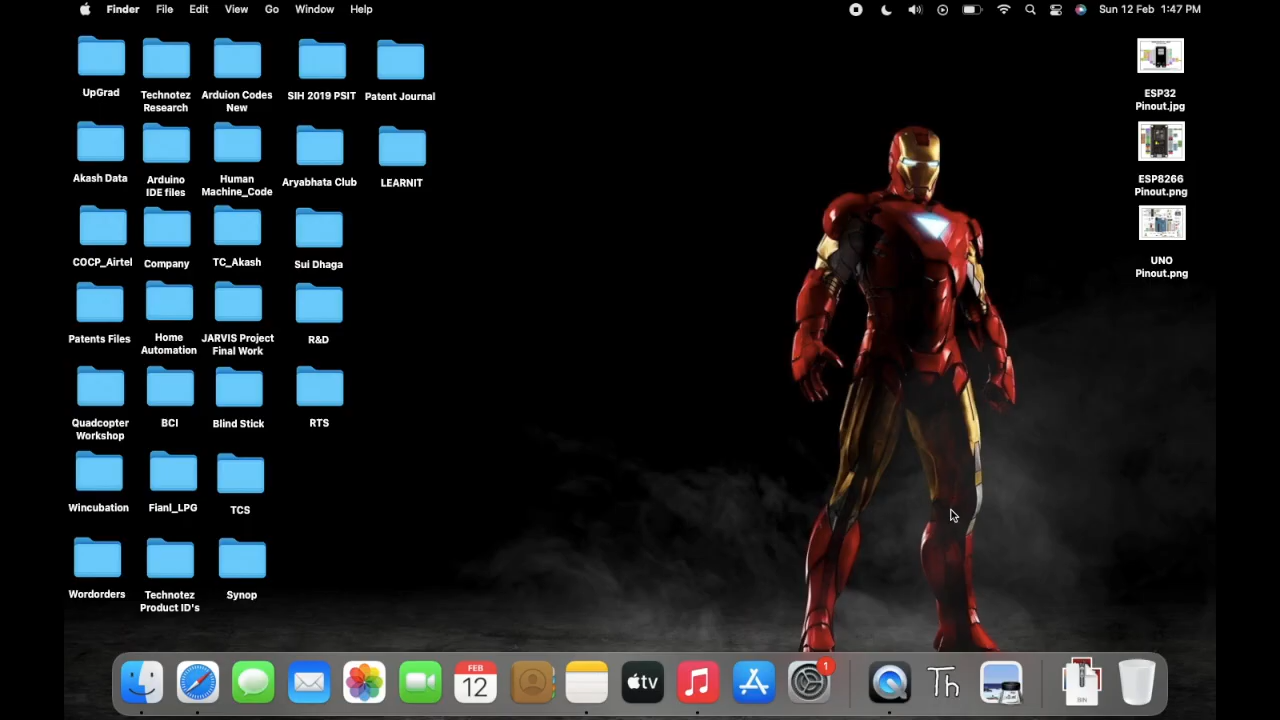 Finder File Edit View Go Window Help Sun 12 Feb 1:47 PM
UpGrad
Technotez
Research
Arduion Codes
New
SIH 2019 PSIT
Patent Journal
Akash Data
Arduino
IDE files
Human
Machine_Code
Aryabhata Club
LEARNIT
COCP_Airtel
Company
TC_Akash
Sui Dhaga
Patents Files
Home
Automation
JARVIS Project
Final Work
R&D
Quadcopter
Workshop
BCI
Blind Stick
RTS
Wincubation
Fianl_LPG
TCS
Wordorders
Technotez
Product ID's
Synop
ESP32
Pinout.jpg
ESP8266
Pinout.png
UNO
Pinout.png
FEB
12
tv
1
Th
BIN